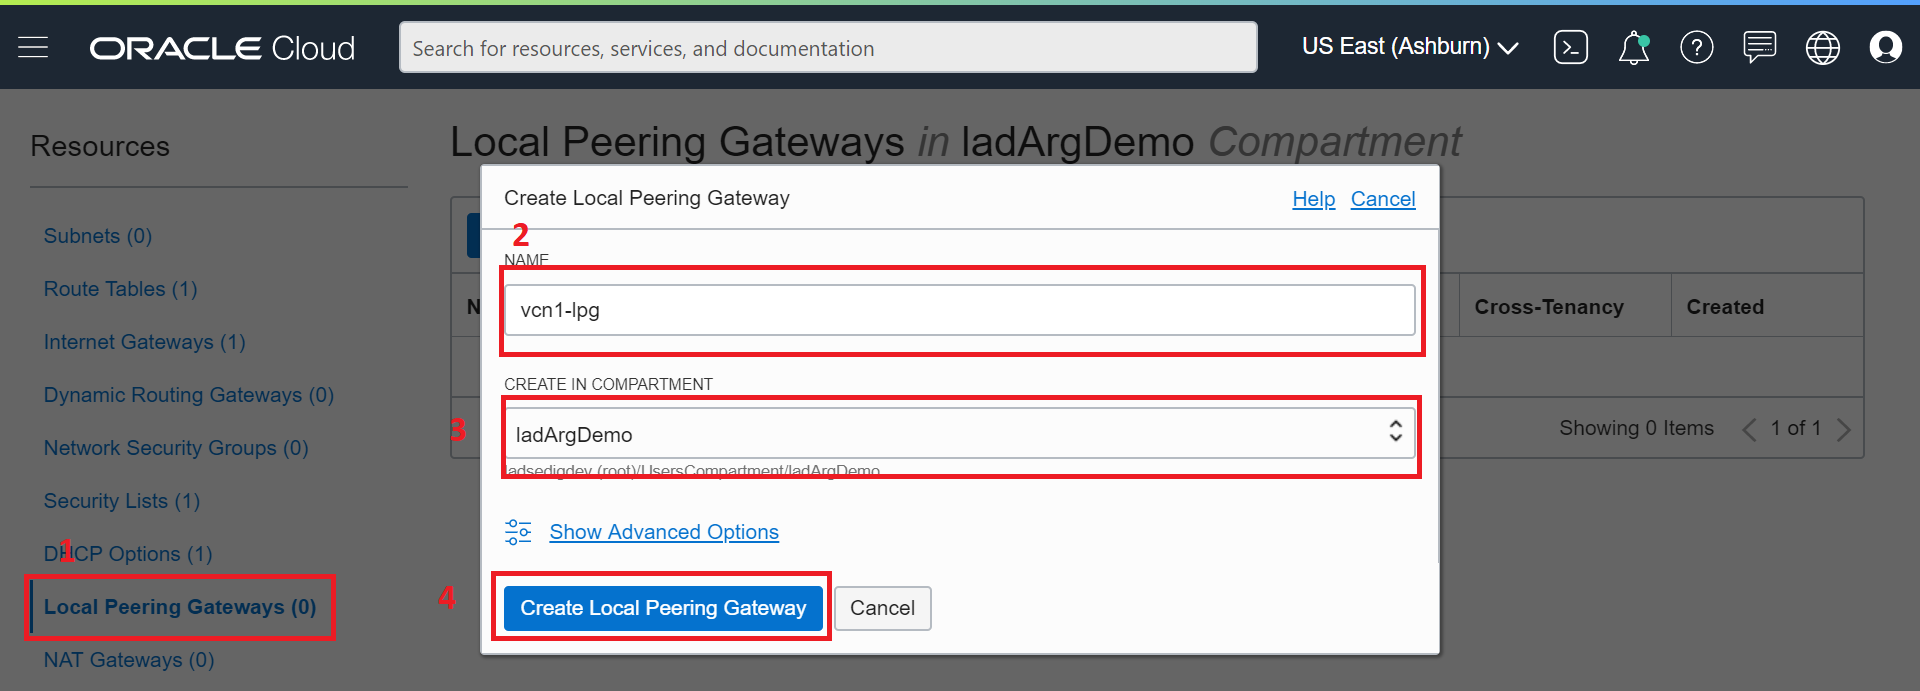 ORACLE Cloud
Search for resources, services, and documentation
US East (Ashburn)
Resources
Subnets (0)
Route Tables (1)
Internet Gateways (1)
Dynamic Routing Gateways (0)
Network Security Groups (0)
Security Lists (1)
1
DHCP Options (1)
Local Peering Gateways (0)
NAT Gateways (0)
Local Peering Gateways in ladArgDemo Compartment
Create Local Peering Gateway
Help Cancel
2
NAME
vcn1-lpg
CREATE IN COMPARTMENT
3
ladArgDemo
ladsedigdev (root)/UsersCompartment/ladArgDemo
Show Advanced Options
4
Create Local Peering Gateway
Cancel
N
Cross-Tenancy
Created
Showing 0 Items
1 of 1